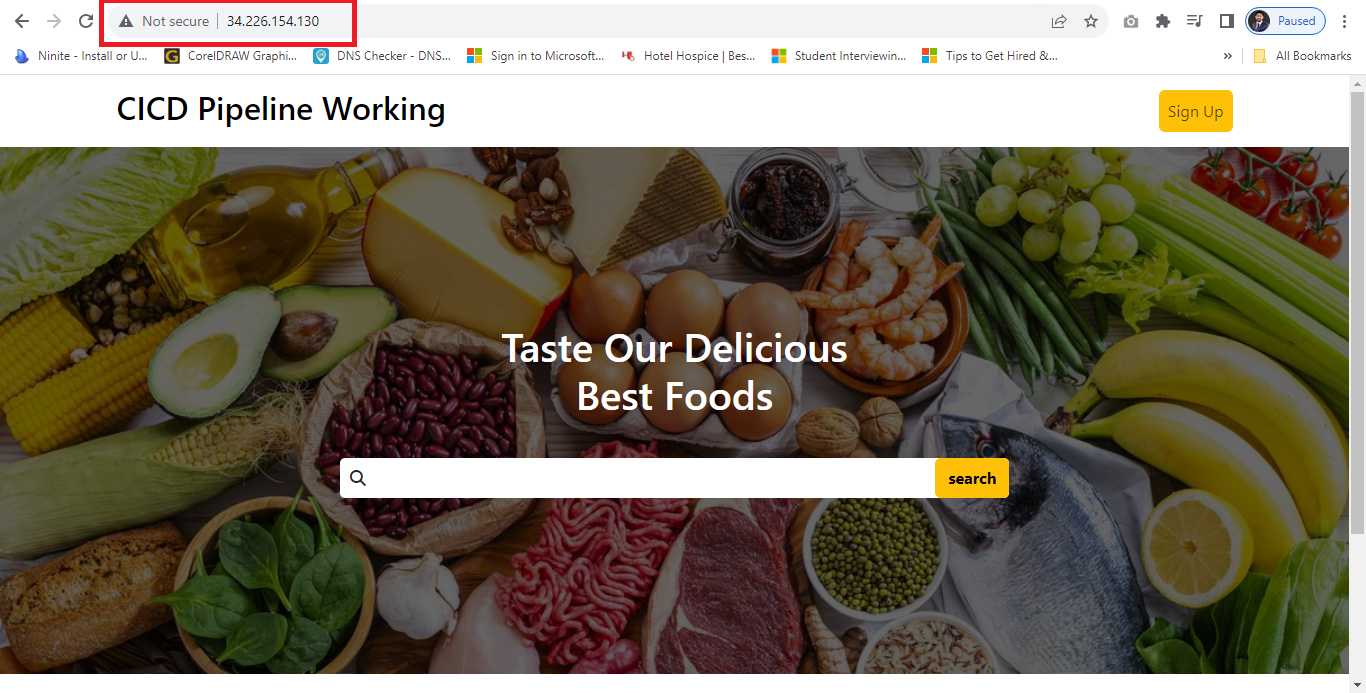 Not secure | 34.226.154.130
Paused
Ninite - Install or U...
CorelDRAW Graphi...
DNS Checker - DNS...
Sign in to Microsoft...
Hotel Hospice | Bes...
Student Interviewin...
Tips to Get Hired &...
»
All Bookmarks
CICD Pipeline Working
Sign Up
Taste Our Delicious
Best Foods
search